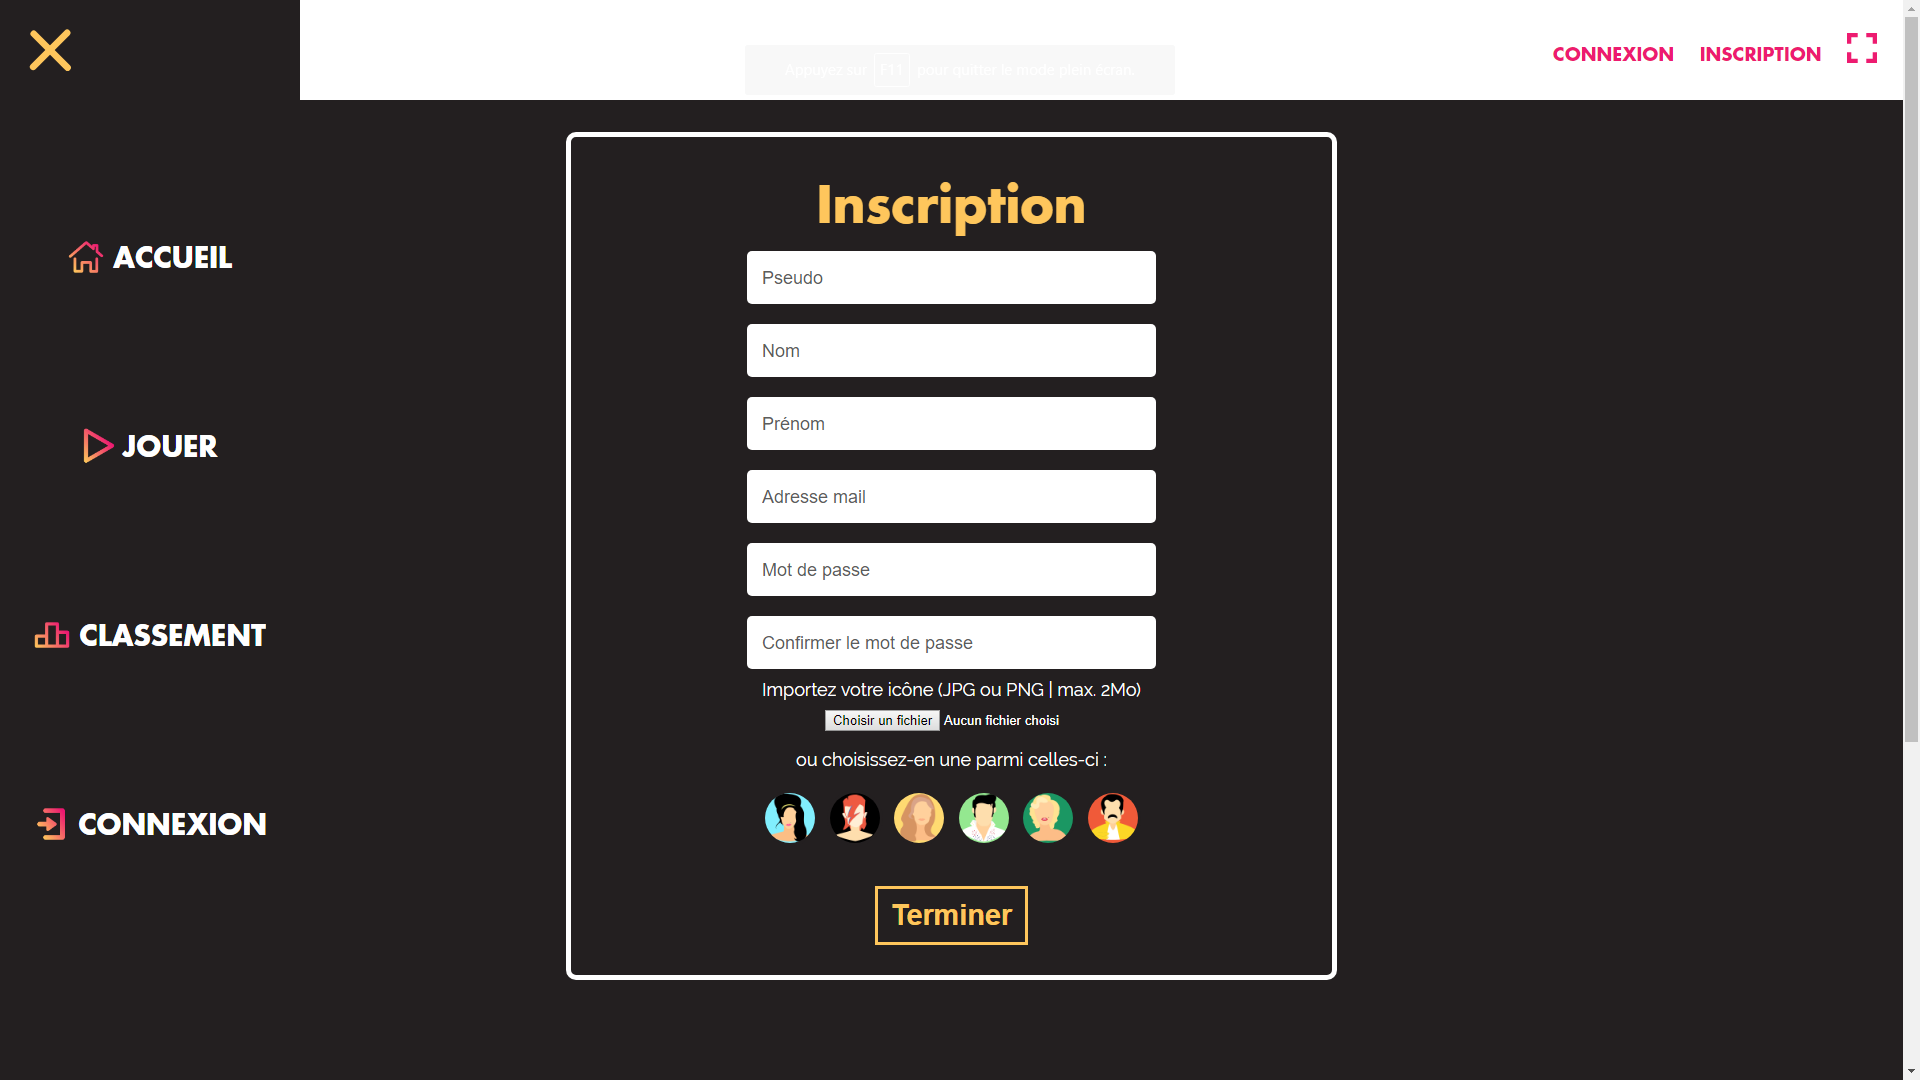 Appuyez sur F11 pour quitter le mode plein écran.
CONNEXION INSCRIPTION
ACCUEIL
JOUER
CLASSEMENT
CONNEXION
Inscription
Pseudo
Nom
Prénom
Adresse mail
Mot de passe
Confirmer le mot de passe
Importez votre icône (JPG ou PNG | max. 2Mo)
Choisir un fichier Aucun fichier choisi
ou choisissez-en une parmi celles-ci :
Terminer